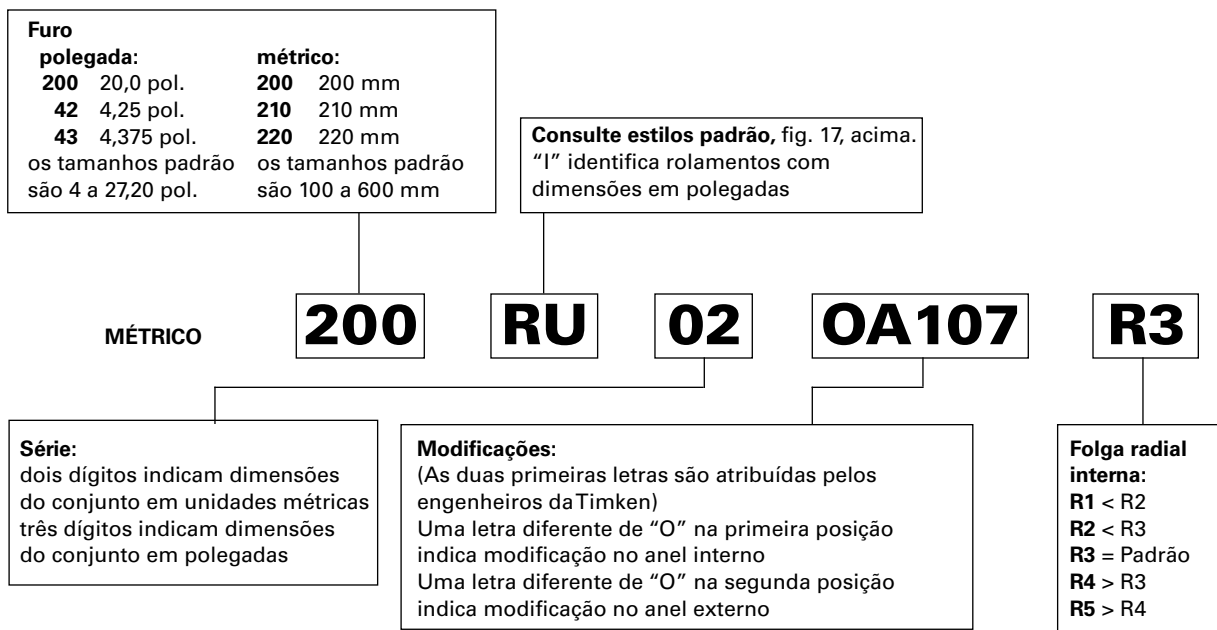 Furo
polegada: métrico:
200 20,0 pol. 200 200 mm
42 4,25 pol. 210 210 mm
43 4,375 pol. 220 220 mm
os tamanhos padrão os tamanhos padrão
são 4 a 27,20 pol. são 100 a 600 mm
Consulte estilos padrão, fig. 17, acima.
“I” identifica rolamentos com
dimensões em polegadas
MÉTRICO 200 RU 02 OA107 R3
Série:
dois dígitos indicam dimensões
do conjunto em unidades métricas
três dígitos indicam dimensões
do conjunto em polegadas
Modificações:
(As duas primeiras letras são atribuídas pelos
engenheiros da Timken)
Uma letra diferente de “O” na primeira posição
indica modificação no anel interno
Uma letra diferente de “O” na segunda posição
indica modificação no anel externo
Folga radial
interna:
R1 < R2
R2 < R3
R3 = Padrão
R4 > R3
R5 > R4